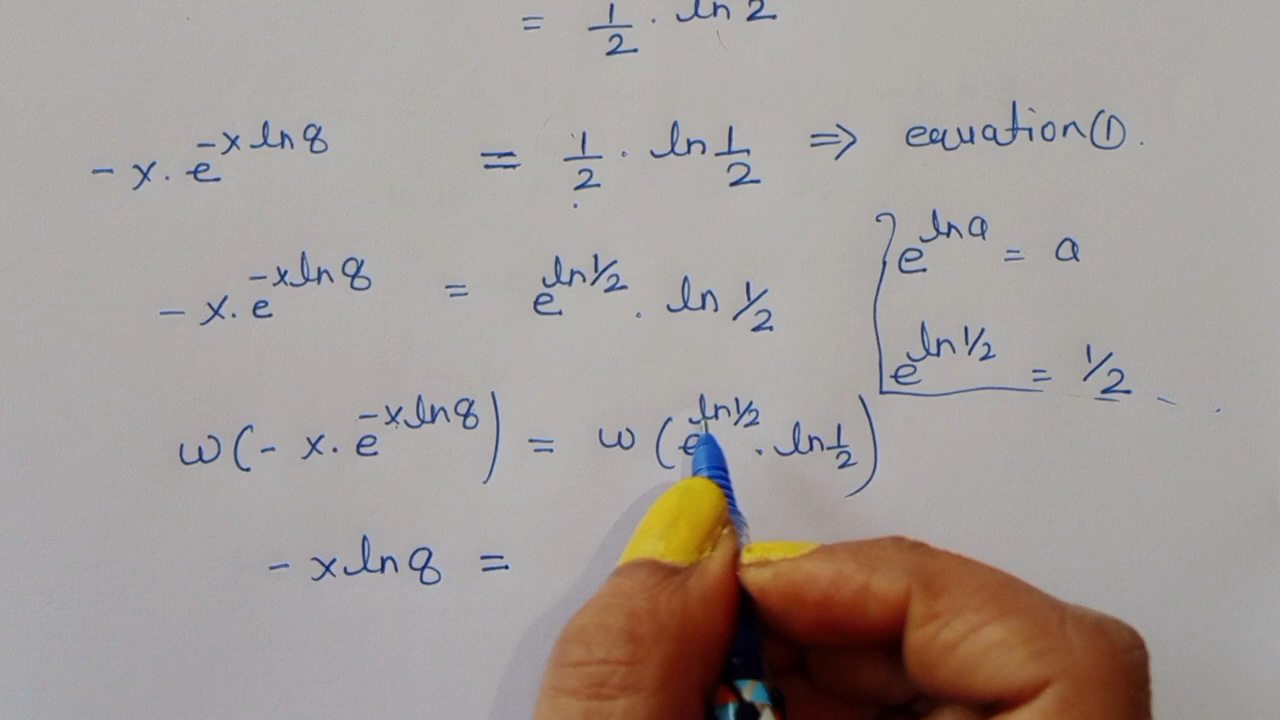 = 1/2 · ln 2
- x · e^(-x ln 8) = 1/2 · ln 1/2 ⇒ equation ①.
e^(ln a) = a
- x · e^(-x ln 8) = e^(ln 1/2) · ln 1/2
e^(ln 1/2) = 1/2
w(- x · e^(-x ln 8)) = w(e^(ln 1/2) · ln 1/2)
- x ln 8 =